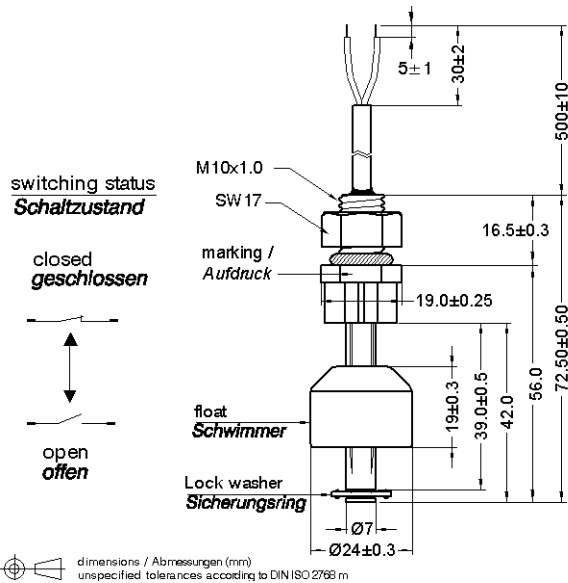 5±1
30±2
500±10
M10x1.0
SW 17
switching status
Schaltzustand
16.5±0.3
marking /
Aufdruck
closed
geschlossen
19.0±0.25
72.50±0.50
56.0
42.0
39.0±0.5
19±0.3
float
Schwimmer
open
offen
Lock washer
Sicherungsring
Ø7
Ø24±0.3
dimensions / Abmessungen (mm)
unspecified tolerances according to DIN ISO 2768 m